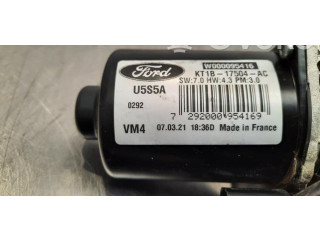 Ford
W000095416
KT1B-17504-AC
SW:7.0 HW:4.3 PM:3.0
U5S5A
0292
7 292000 954169
VM4 07.03.21 18:36D Made in France